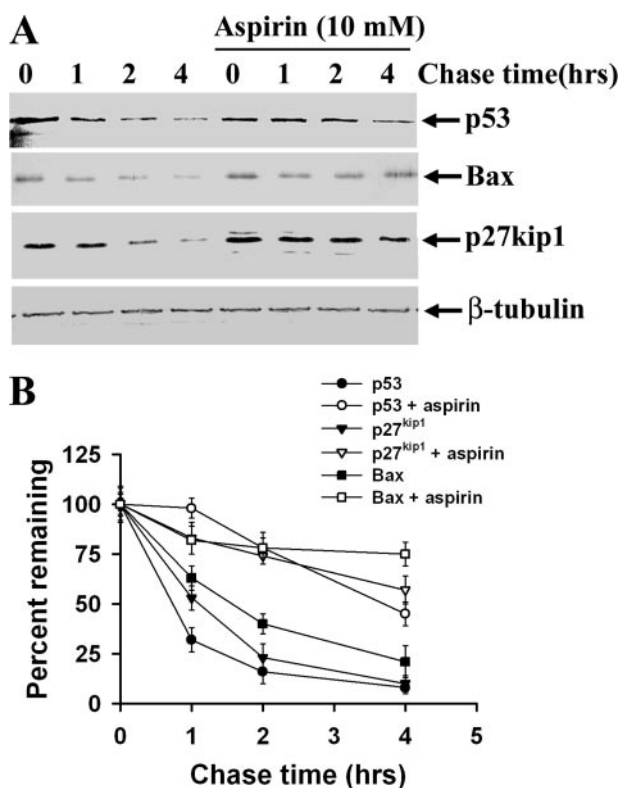 A
Aspirin (10 mM)
0 1 2 4 0 1 2 4 Chase time(hrs)
p53
Bax
p27kip1
β-tubulin
B
p53
p53 + aspirin
p27kip1
p27kip1 + aspirin
Bax
Bax + aspirin
Percent remaining
125
100
75
50
25
0
0 1 2 3 4 5
Chase time (hrs)